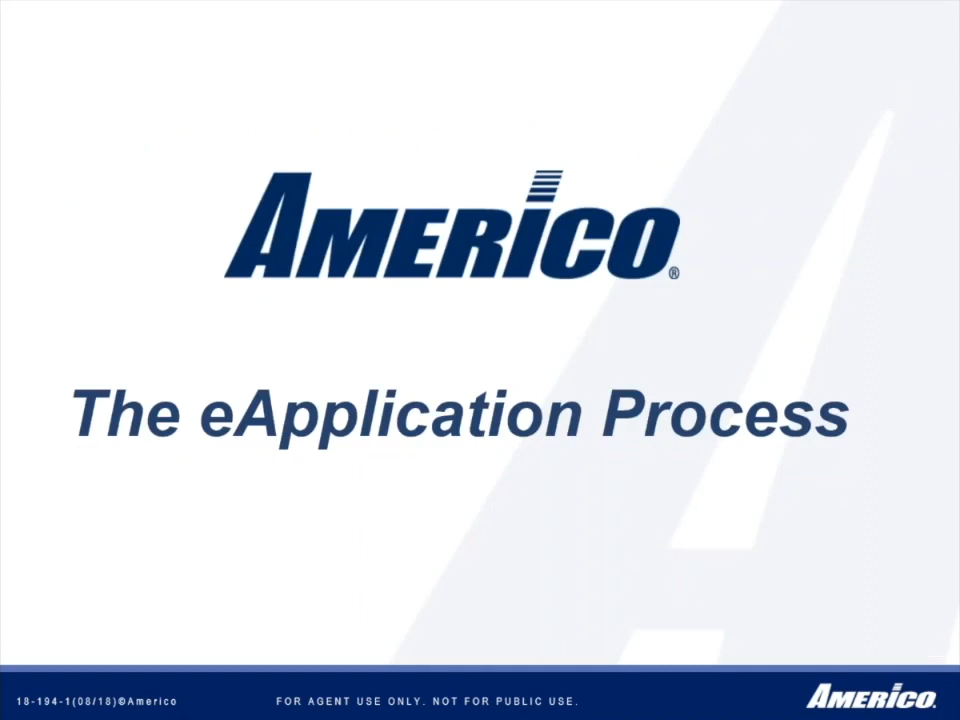 AMERICO®
The eApplication Process
18-194-1(08/18)©Americo
FOR AGENT USE ONLY. NOT FOR PUBLIC USE.
AMERICO.